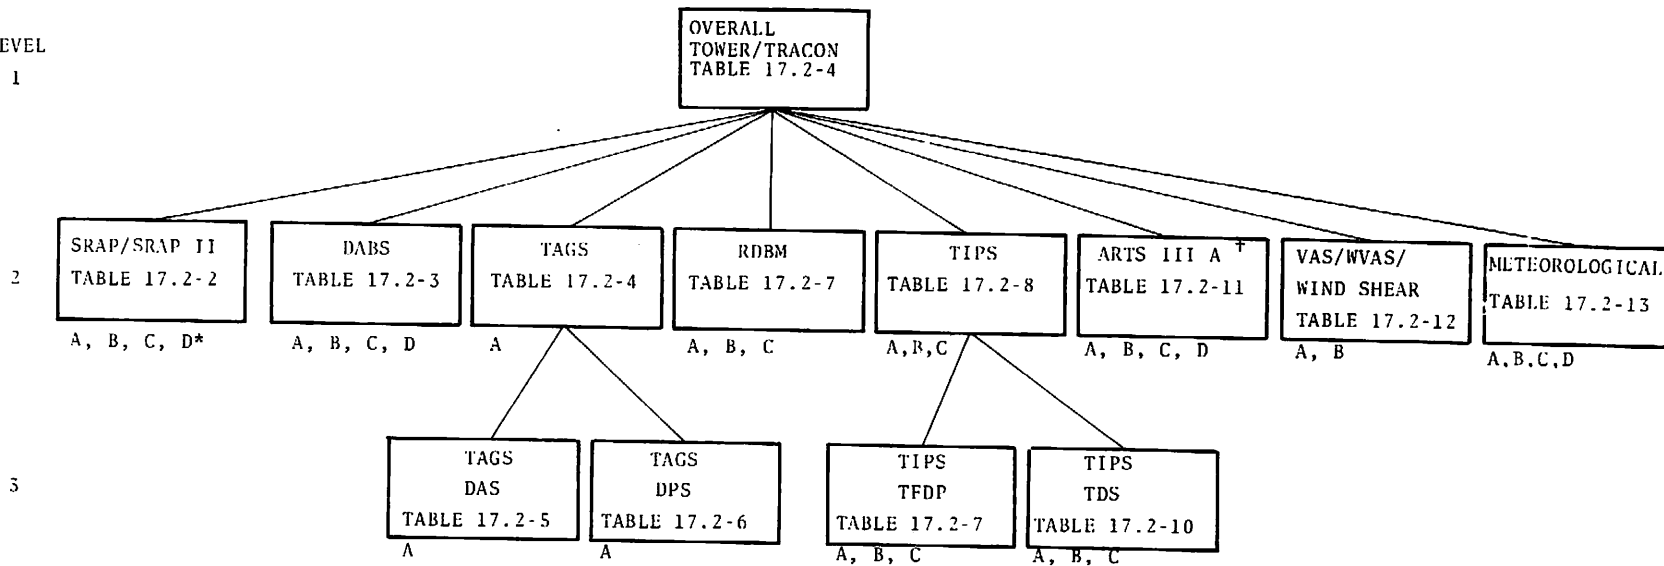 EVEL
1
OVERALL
TOWER/TRACON
TABLE 17.2-4
2
SRAP/SRAP II
TABLE 17.2-2
A, B, C, D*
DABS
TABLE 17.2-3
A, B, C, D
TAGS
TABLE 17.2-4
A
RDBM
TABLE 17.2-7
A, B, C
TIPS
TABLE 17.2-8
A,B,C
ARTS III A †
TABLE 17.2-11
A, B, C, D
VAS/WVAS/
WIND SHEAR
TABLE 17.2-12
A, B
METEOROLOGICAL
TABLE 17.2-13
A,B,C,D
3
TAGS
DAS
TABLE 17.2-5
A
TAGS
DPS
TABLE 17.2-6
A
TIPS
TFDP
TABLE 17.2-7
A, B, C
TIPS
TDS
TABLE 17.2-10
A, B, C